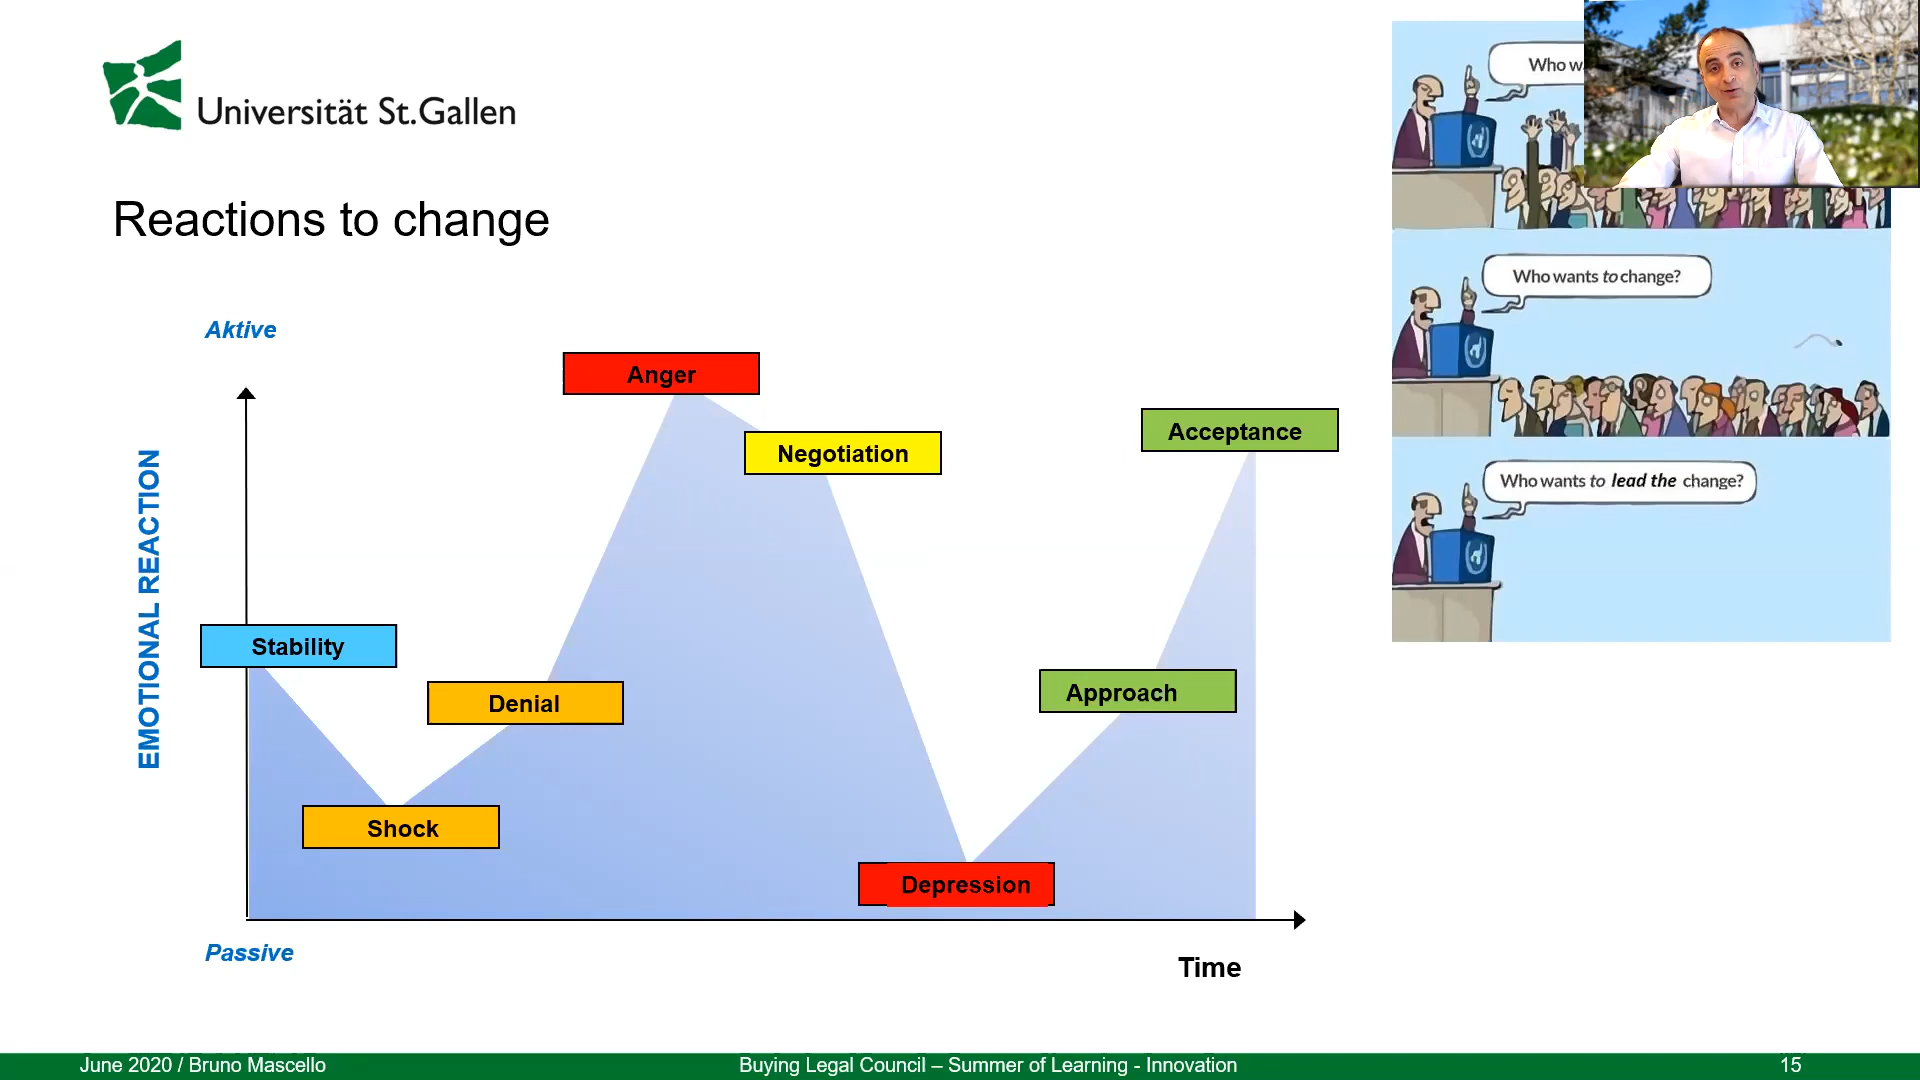 Universität St.Gallen
Reactions to change
Aktive
EMOTIONAL REACTION
Anger
Negotiation
Acceptance
Stability
Denial
Approach
Shock
Depression
Passive
Time
Who
Who wants to change?
Who wants to lead the change?
June 2020 / Bruno Mascello
Buying Legal Council – Summer of Learning - Innovation
15